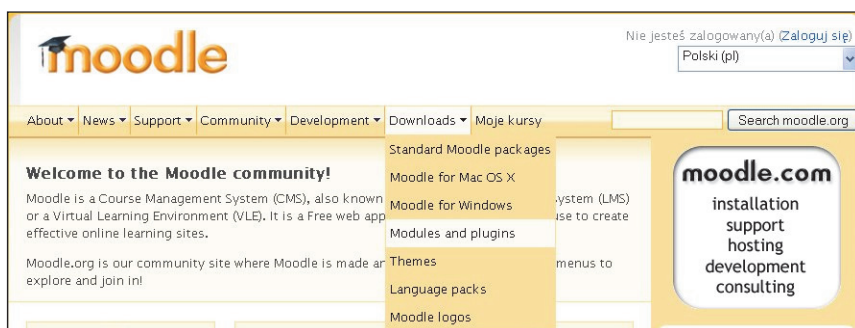 moodle
Nie jesteś zalogowany(a) (Zaloguj się)
Polski (pl)
About News Support Community Development Downloads Moje kursy
Search moodle.org
Standard Moodle packages
Moodle for Mac OS X
Moodle for Windows
Modules and plugins
Themes
Language packs
Moodle logos
Welcome to the Moodle community!
Moodle is a Course Management System (CMS), also known ystem (LMS)
or a Virtual Learning Environment (VLE). It is a Free web app use to create
effective online learning sites.
Moodle.org is our community site where Moodle is made an menus to
explore and join in!
moodle.com
installation
support
hosting
development
consulting